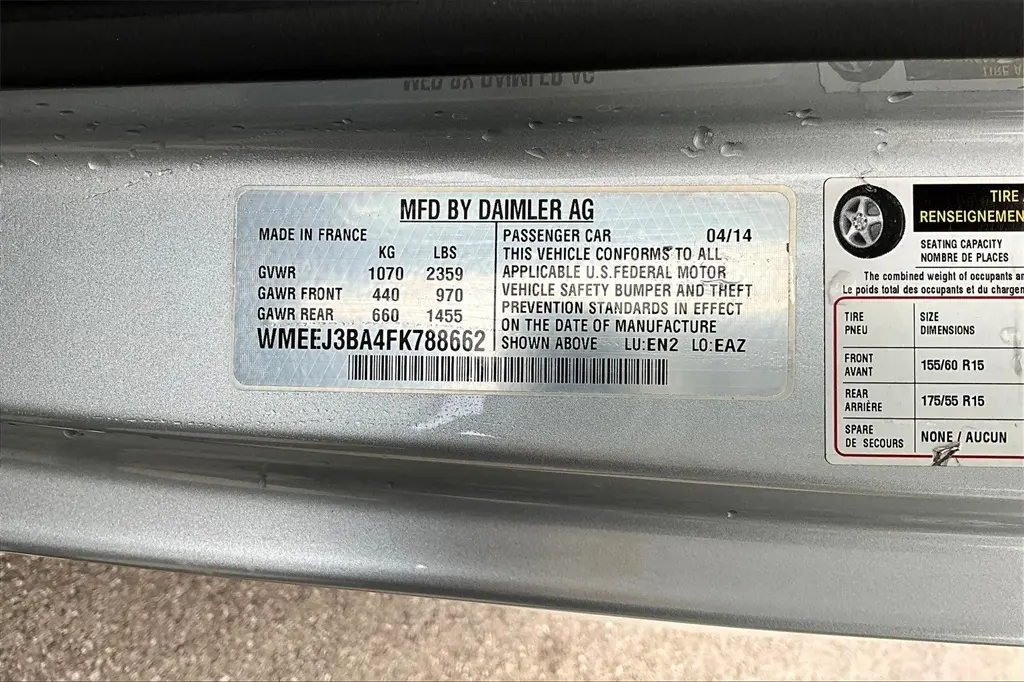 MFD BY DAIMLER AG
MADE IN FRANCE
KG LBS
GVWR 1070 2359
GAWR FRONT 440 970
GAWR REAR 660 1455
WMEEJ3BA4FK788662
PASSENGER CAR 04/14
THIS VEHICLE CONFORMS TO ALL
APPLICABLE U.S.FEDERAL MOTOR
VEHICLE SAFETY BUMPER AND THEFT
PREVENTION STANDARDS IN EFFECT
ON THE DATE OF MANUFACTURE
SHOWN ABOVE LU:EN2 LO:EAZ
TIRE
RENSEIGNEMEN
SEATING CAPACITY
NOMBRE DE PLACES
The combined weight of occupants
Le poids total des occupants et du
TIRE SIZE
PNEU DIMENSIONS
FRONT
AVANT
155/60 R15
REAR
ARRIÈRE
175/55 R15
SPARE
DE SECOURS
NONE / AUCUN